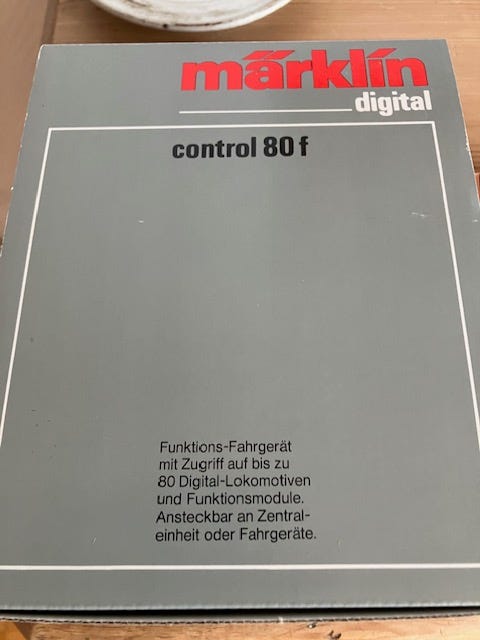 märklin
digital
control 80 f
Funktions-Fahrgerät
mit Zugriff auf bis zu
80 Digital-Lokomotiven
und Funktionsmodule.
Ansteckbar an Zentral-
einheit oder Fahrgeräte.